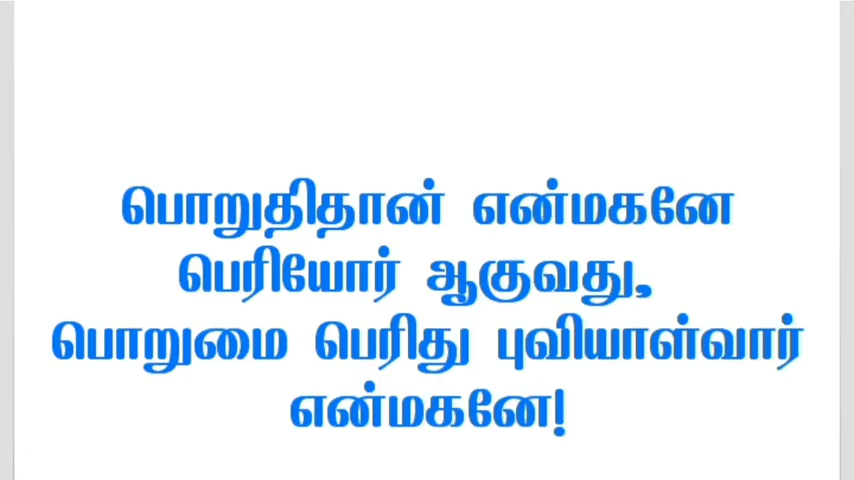 பொறுதிதான் என்மகனே
பெரியோர் ஆகுவது,
பொறுமை பெரிது புவியாள்வார்
என்மகனே!